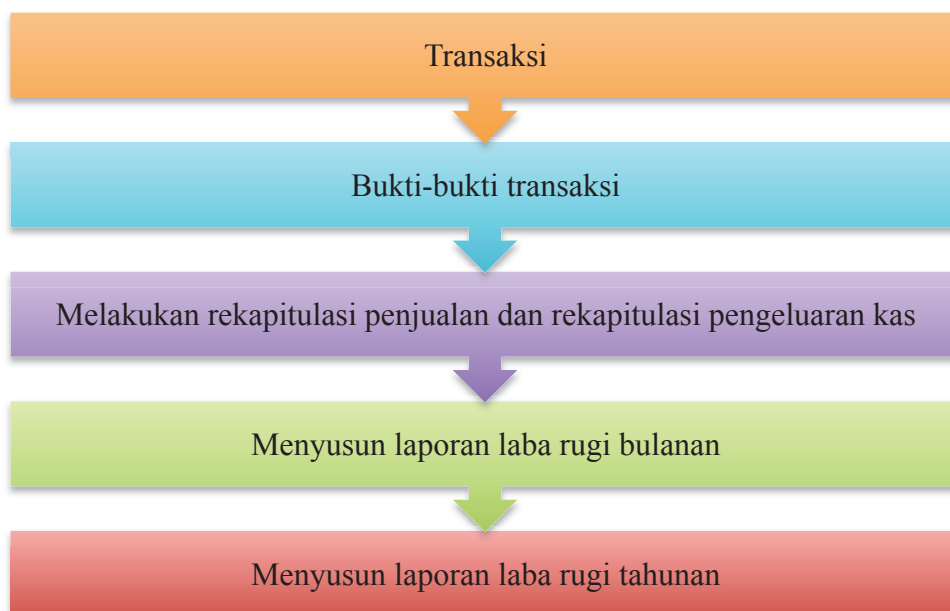 Transaksi
Bukti-bukti transaksi
Melakukan rekapitulasi penjualan dan rekapitulasi pengeluaran kas
Menyusun laporan laba rugi bulanan
Menyusun laporan laba rugi tahunan